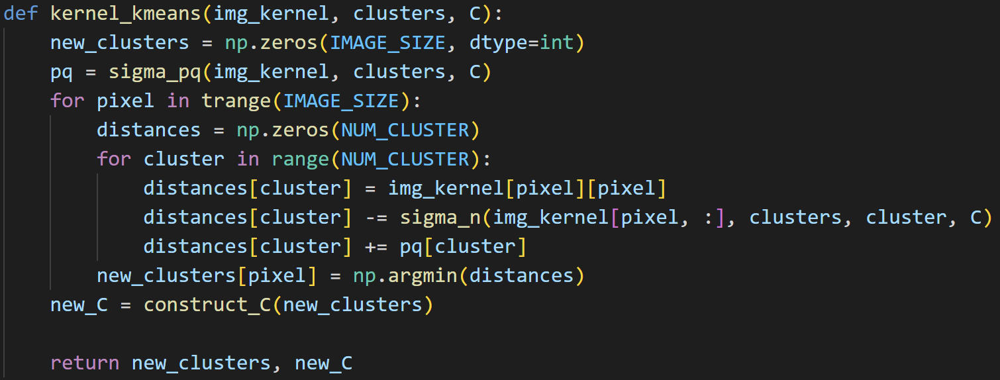 def kernel_kmeans(img_kernel, clusters, C):
    new_clusters = np.zeros(IMAGE_SIZE, dtype=int)
    pq = sigma_pq(img_kernel, clusters, C)
    for pixel in trange(IMAGE_SIZE):
        distances = np.zeros(NUM_CLUSTER)
        for cluster in range(NUM_CLUSTER):
            distances[cluster] = img_kernel[pixel][pixel]
            distances[cluster] -= sigma_n(img_kernel[pixel, :], clusters, cluster, C)
            distances[cluster] += pq[cluster]
        new_clusters[pixel] = np.argmin(distances)
    new_C = construct_C(new_clusters)

    return new_clusters, new_C